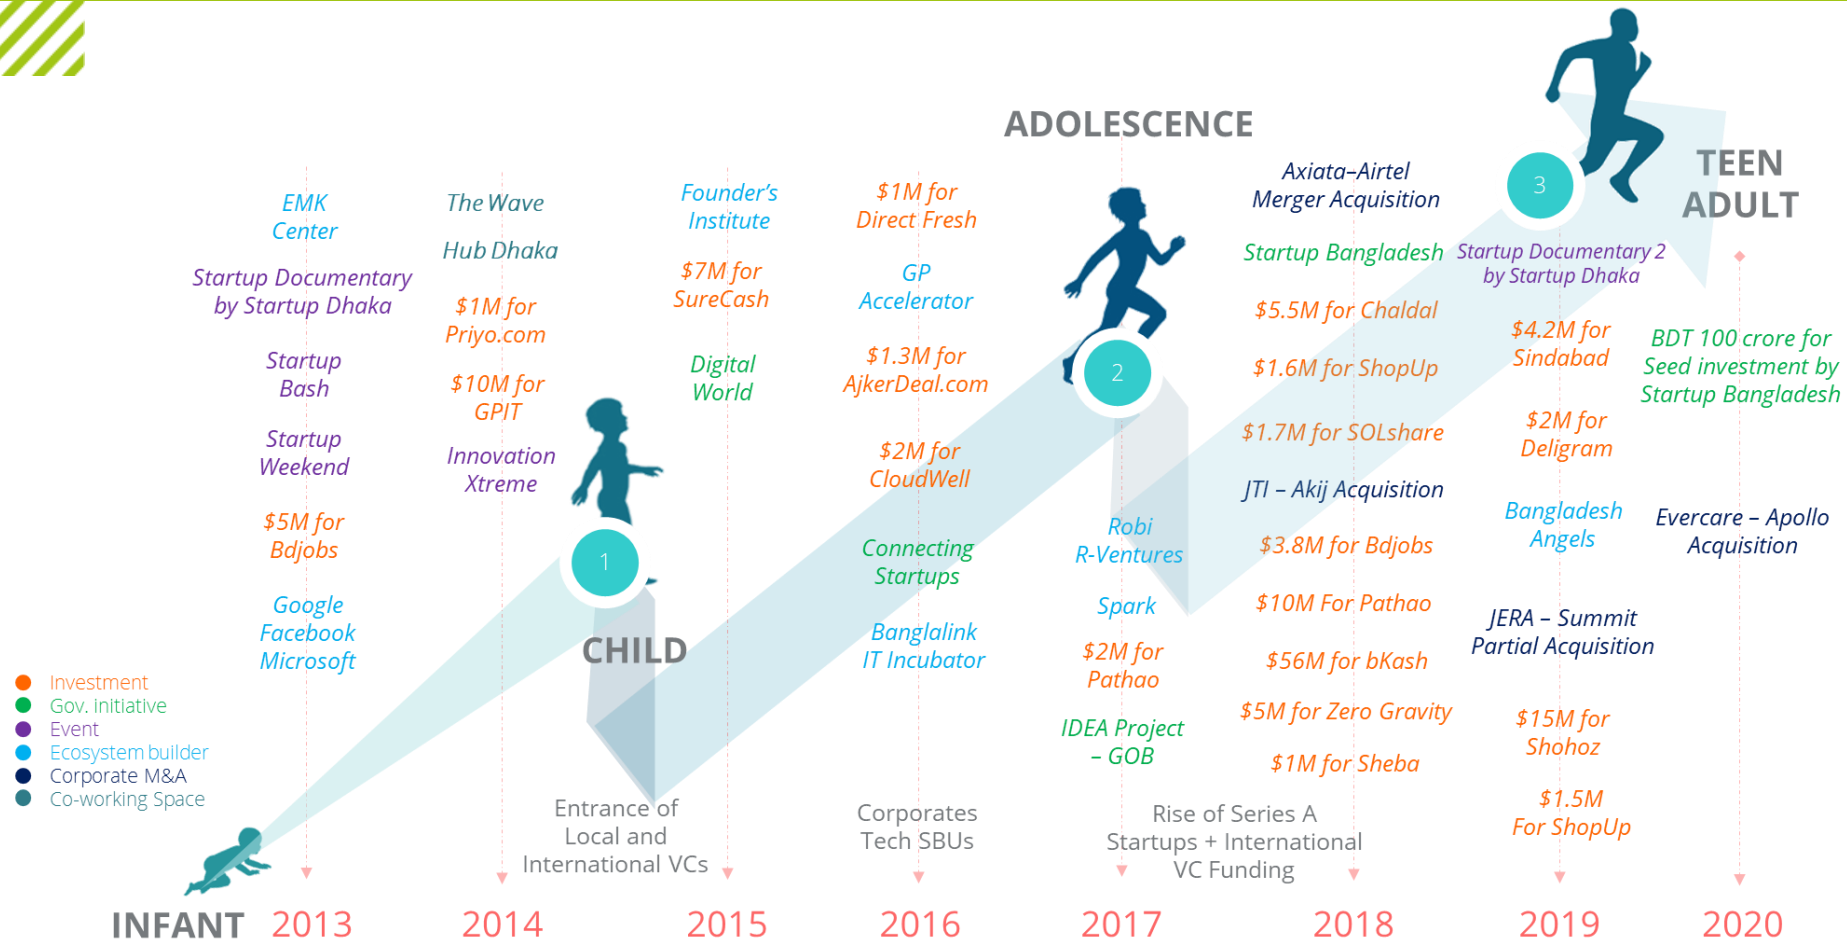 ADOLESCENCE
TEEN
ADULT
EMK
Center
Startup Documentary
by Startup Dhaka
Startup
Bash
Startup
Weekend
$5M for
Bdjobs
Google
Facebook
Microsoft
The Wave
Hub Dhaka
$1M for
Priyo.com
$10M for
GPIT
Innovation
Xtreme
1
CHILD
Founder's
Institute
$7M for
SureCash
Digital
World
$1M for
Direct Fresh
GP
Accelerator
$1.3M for
AjkerDeal.com
$2M for
CloudWell
Connecting
Startups
Banglalink
IT Incubator
2
Robi
R-Ventures
Spark
$2M for
Pathao
IDEA Project
– GOB
Axiata–Airtel
Merger Acquisition
Startup Bangladesh
$5.5M for Chaldal
$1.6M for ShopUp
$1.7M for SOLshare
JTI – Akij Acquisition
$3.8M for Bdjobs
$10M For Pathao
$56M for bKash
$5M for Zero Gravity
$1M for Sheba
3
Startup Documentary 2
by Startup Dhaka
$4.2M for
Sindabad
$2M for
Deligram
Bangladesh
Angels
JERA – Summit
Partial Acquisition
$15M for
Shohoz
$1.5M
For ShopUp
BDT 100 crore for
Seed investment by
Startup Bangladesh
Evercare – Apollo
Acquisition
Investment
Gov. initiative
Event
Ecosystem builder
Corporate M&A
Co-working Space
Entrance of
Local and
International VCs
Corporates
Tech SBUs
Rise of Series A
Startups + International
VC Funding
INFANT
2013
2014
2015
2016
2017
2018
2019
2020